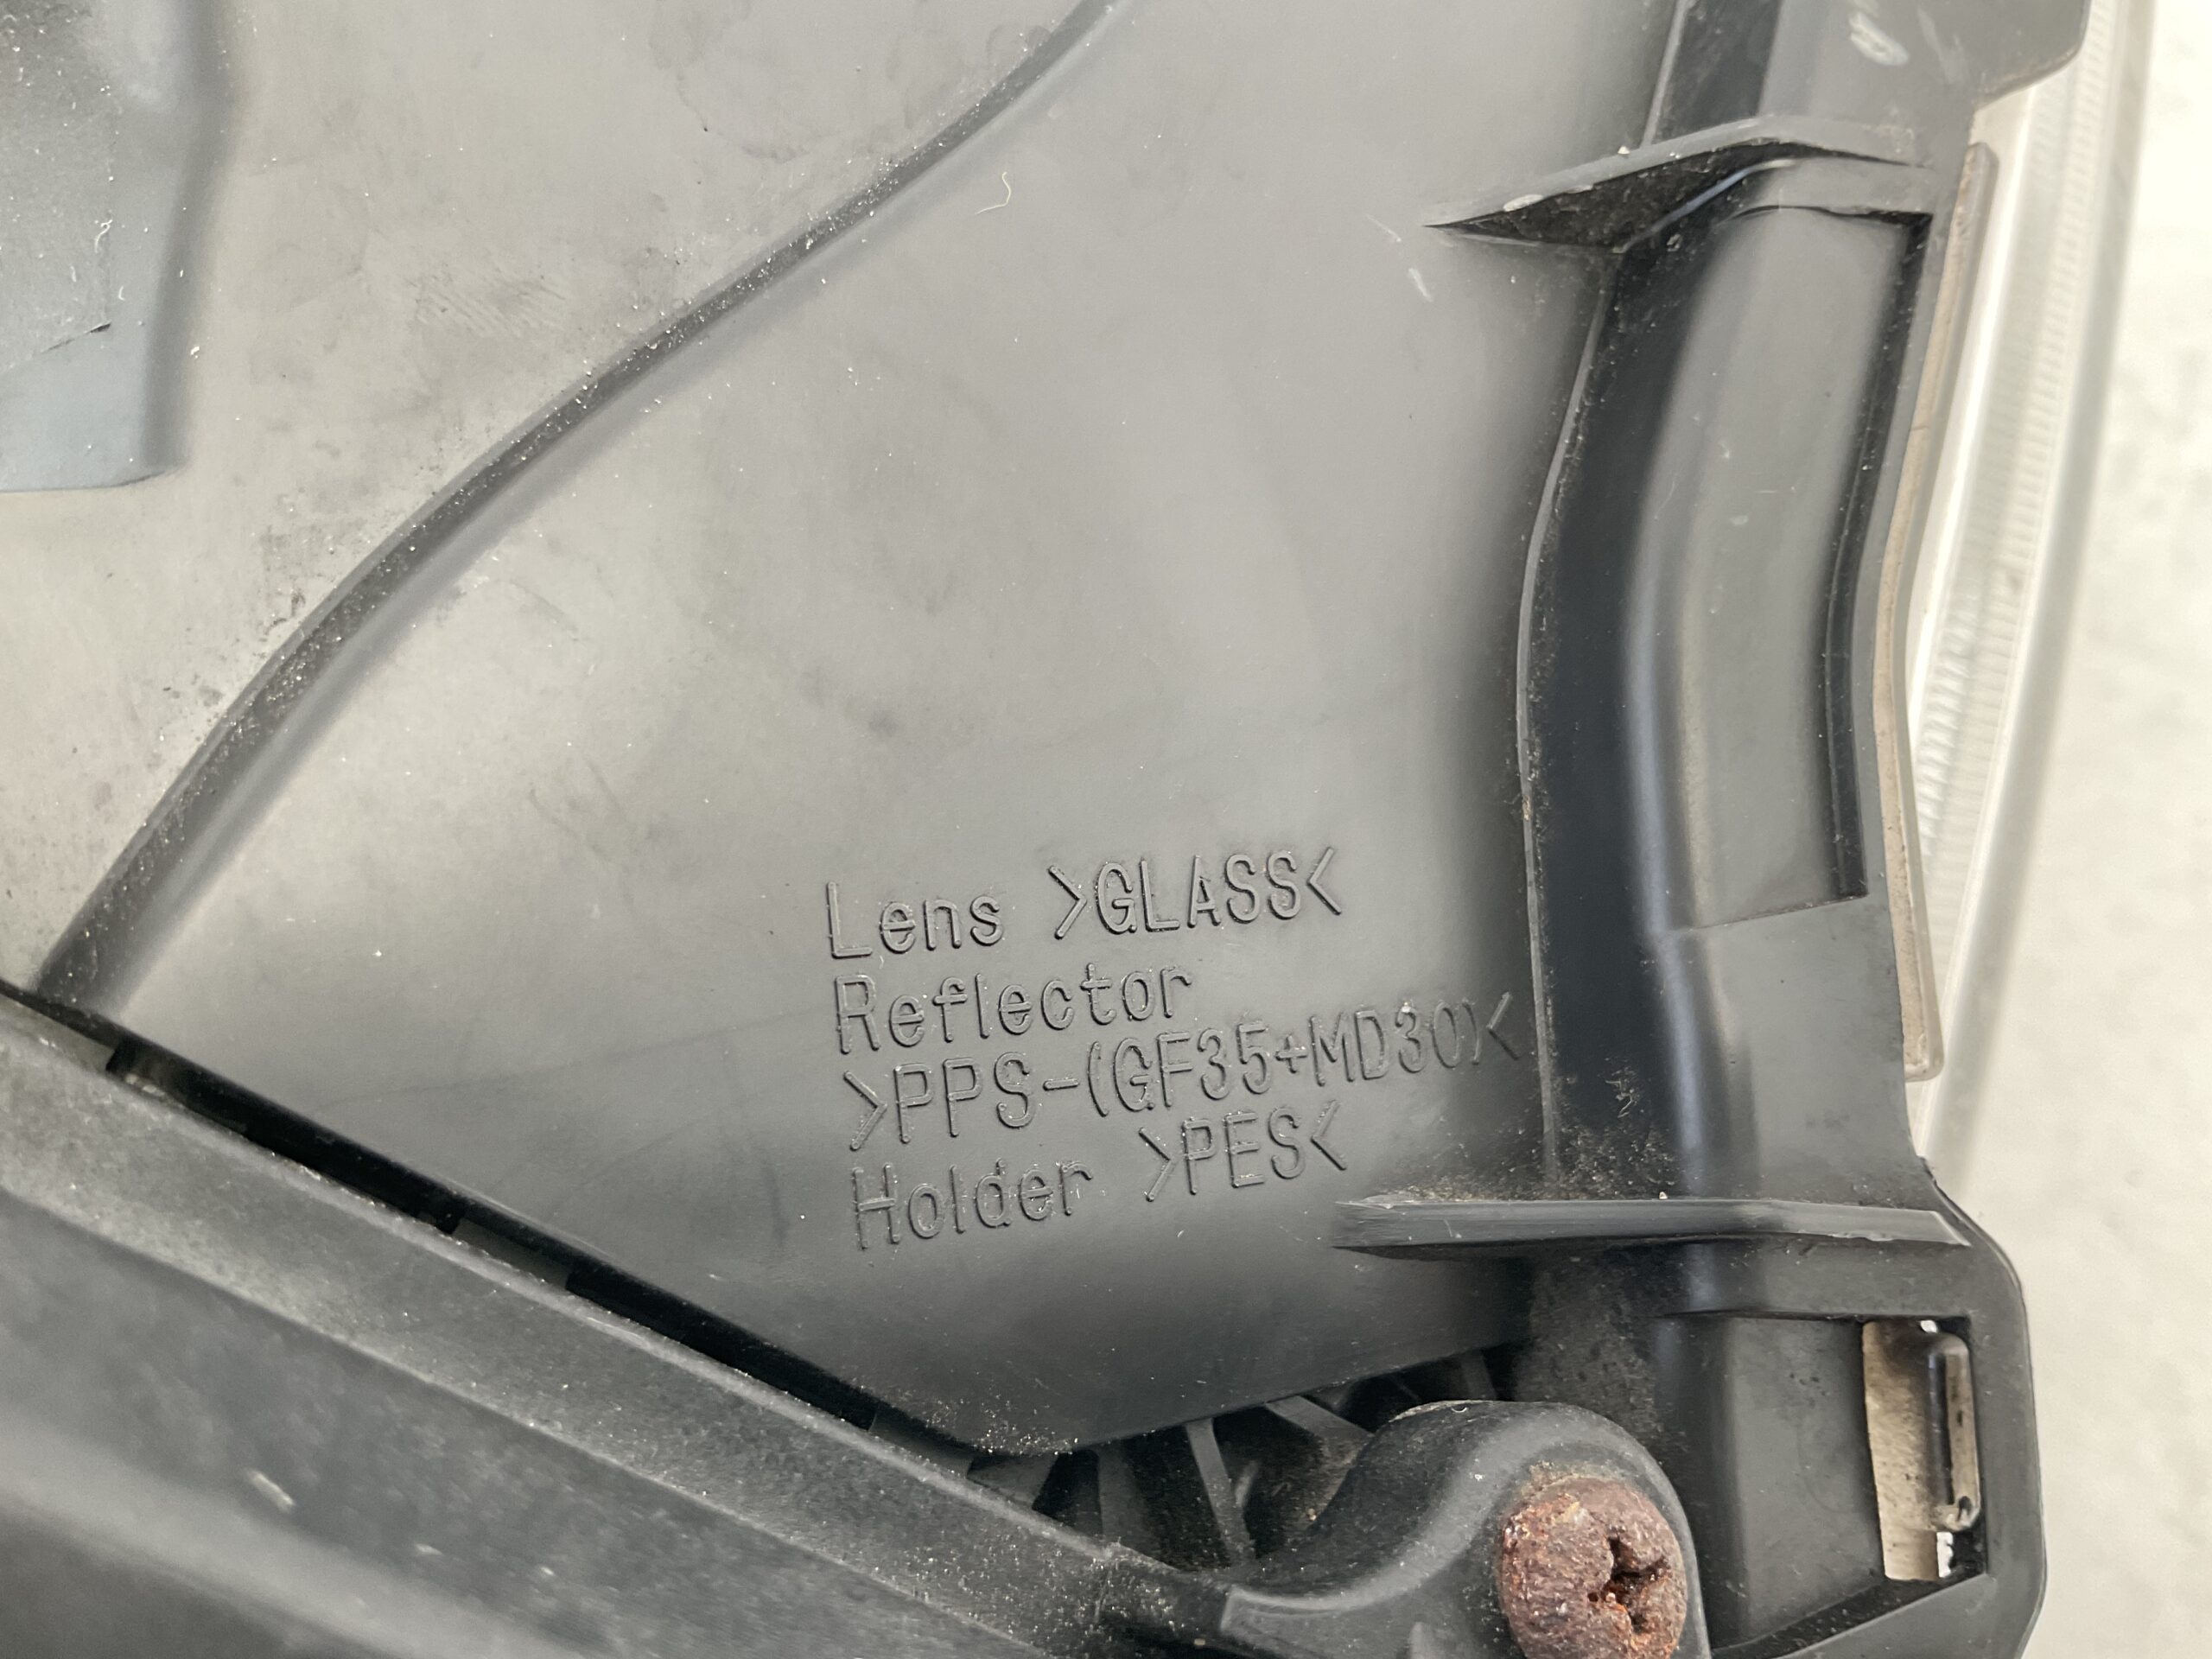 Lens >GLASS<
Reflector
>PPS-(GF35+MD30)<
Holder >PES<